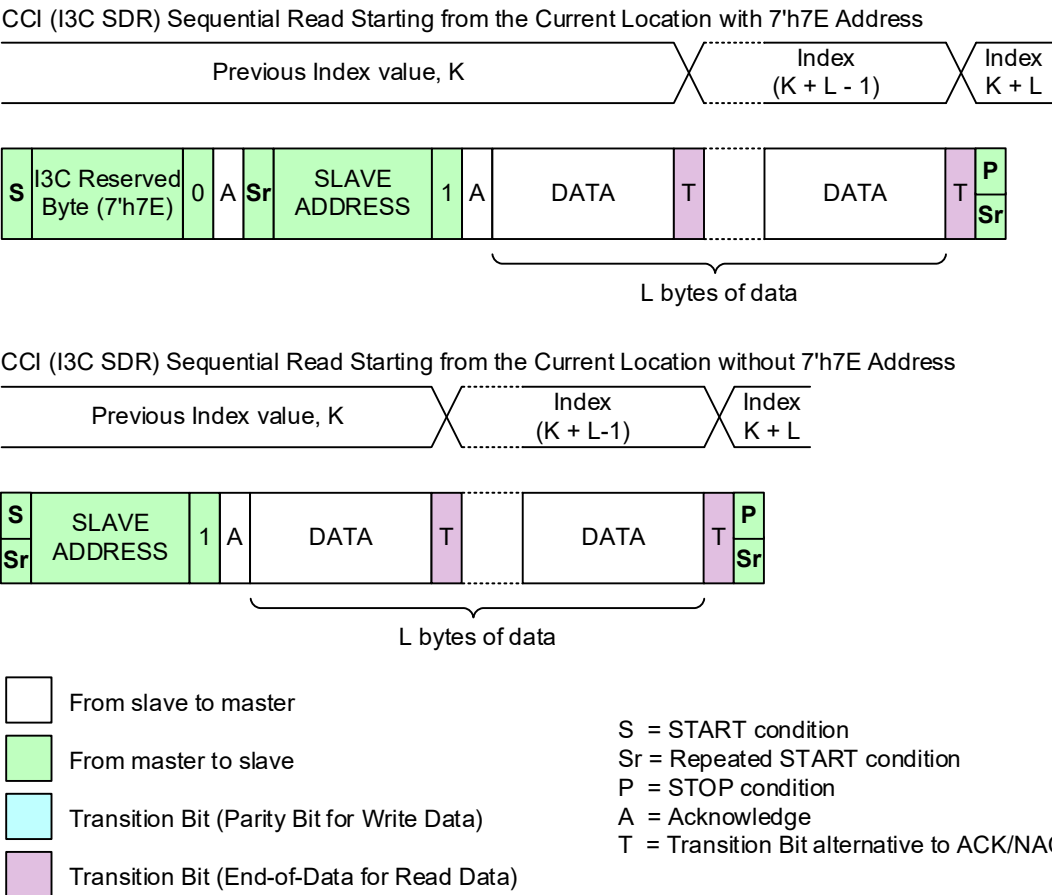 CCI (I3C SDR) Sequential Read Starting from the Current Location with 7'h7E Address
Previous Index value, K
Index
(K + L - 1)
Index
K + L
S
I3C Reserved
Byte (7'h7E)
0
A
Sr
SLAVE
ADDRESS
1
A
DATA
T
DATA
T
P
Sr
L bytes of data
CCI (I3C SDR) Sequential Read Starting from the Current Location without 7'h7E Address
Previous Index value, K
Index
(K + L-1)
Index
K + L
S
Sr
SLAVE
ADDRESS
1
A
DATA
T
DATA
T
P
Sr
L bytes of data
From slave to master
From master to slave
Transition Bit (Parity Bit for Write Data)
Transition Bit (End-of-Data for Read Data)
S = START condition
Sr = Repeated START condition
P = STOP condition
A = Acknowledge
T = Transition Bit alternative to